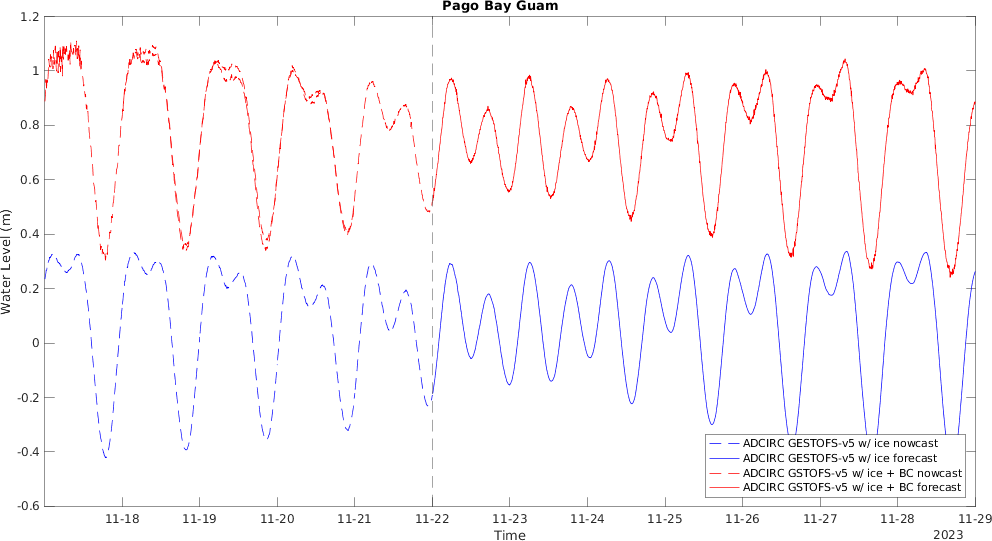 Pago Bay Guam
1.2
1
0.8
0.6
0.4
0.2
0
-0.2
-0.4
-0.6
Water Level (m)
ADCIRC GESTOFS-v5 w/ ice nowcast
ADCIRC GESTOFS-v5 w/ ice forecast
ADCIRC GSTOFS-v5 w/ ice + BC nowcast
ADCIRC GSTOFS-v5 w/ ice + BC forecast
11-18 11-19 11-20 11-21 11-22 11-23 11-24 11-25 11-26 11-27 11-28 11-29
Time
2023